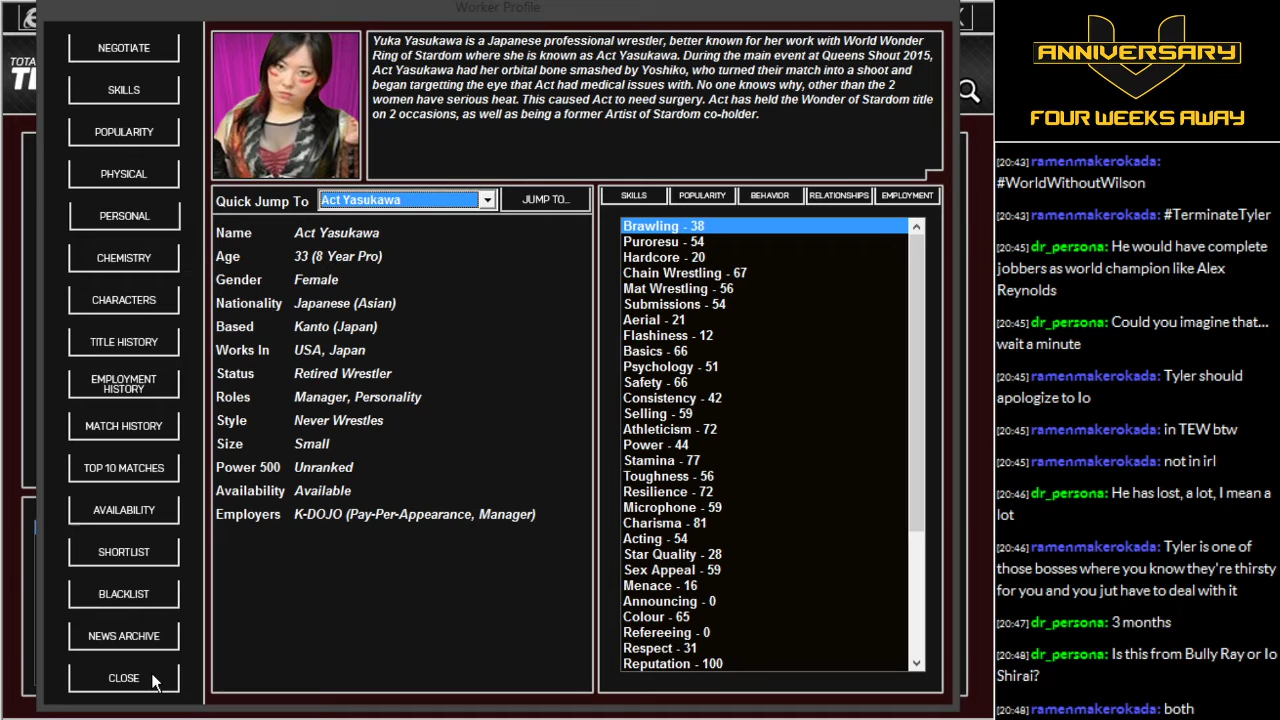 Worker Profile
TOTA
TE
NEGOTIATE
SKILLS
POPULARITY
PHYSICAL
PERSONAL
CHEMISTRY
CHARACTERS
TITLE HISTORY
EMPLOYMENT
HISTORY
MATCH HISTORY
TOP 10 MATCHES
AVAILABILITY
SHORTLIST
BLACKLIST
NEWS ARCHIVE
CLOSE
Yuka Yasukawa is a Japanese professional wrestler, better known for her work with World Wonder
Ring of Stardom where she is known as Act Yasukawa. During the main event at Queens Shout 2015,
Act Yasukawa had her orbital bone smashed by Yoshiko, who turned their match into a shoot and
began targetting the eye that Act had medical issues with. No one knows why, other than the 2
women have serious heat. This caused Act to need surgery. Act has held the Wonder of Stardom title
on 2 occasions, as well as being a former Artist of Stardom co-holder.
Quick Jump To Act Yasukawa JUMP TO...
Name Act Yasukawa
Age 33 (8 Year Pro)
Gender Female
Nationality Japanese (Asian)
Based Kanto (Japan)
Works In USA, Japan
Status Retired Wrestler
Roles Manager, Personality
Style Never Wrestles
Size Small
Power 500 Unranked
Availability Available
Employers K-DOJO (Pay-Per-Appearance, Manager)
SKILLS POPULARITY BEHAVIOR RELATIONSHIPS EMPLOYMENT
Brawling - 38
Puroresu - 54
Hardcore - 20
Chain Wrestling - 67
Mat Wrestling - 56
Submissions - 54
Aerial - 21
Flashiness - 12
Basics - 66
Psychology - 51
Safety - 66
Consistency - 42
Selling - 59
Athleticism - 72
Power - 44
Stamina - 77
Toughness - 56
Resilience - 72
Microphone - 59
Charisma - 81
Acting - 54
Star Quality - 28
Sex Appeal - 59
Menace - 16
Announcing - 0
Colour - 65
Refereeing - 0
Respect - 31
Reputation - 100
ANNIVERSARY
FOUR WEEKS AWAY
[20:43] ramenmakerokada:
#WorldWithoutWilson
[20:43] ramenmakerokada: #TerminateTyler
[20:45] dr_persona: He would have complete
jobbers as world champion like Alex
Reynolds
[20:45] dr_persona: Could you imagine that...
wait a minute
[20:45] ramenmakerokada: Tyler should
apologize to Io
[20:45] ramenmakerokada: in TEW btw
[20:45] ramenmakerokada: not in irl
[20:46] dr_persona: He has lost, a lot, I mean a
lot
[20:46] ramenmakerokada: Tyler is one of
those bosses where you know they're thirsty
for you and you jut have to deal with it
[20:47] dr_persona: 3 months
[20:48] dr_persona: Is this from Bully Ray or Io
Shirai?
[20:48] ramenmakerokada: both